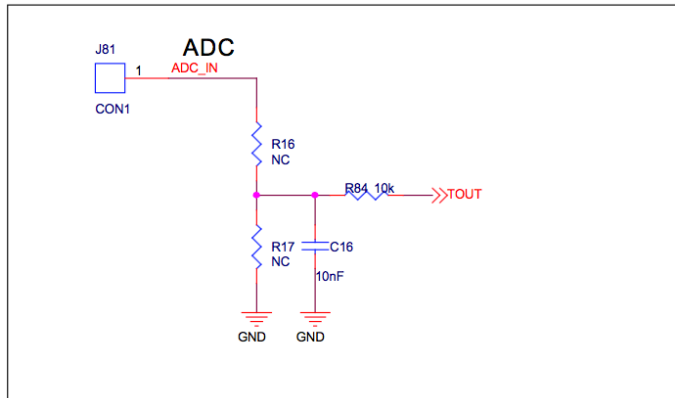 J81
ADC
1
ADC_IN
CON1
R16
NC
R84 10k
TOUT
R17
NC
C16
10nF
GND
GND